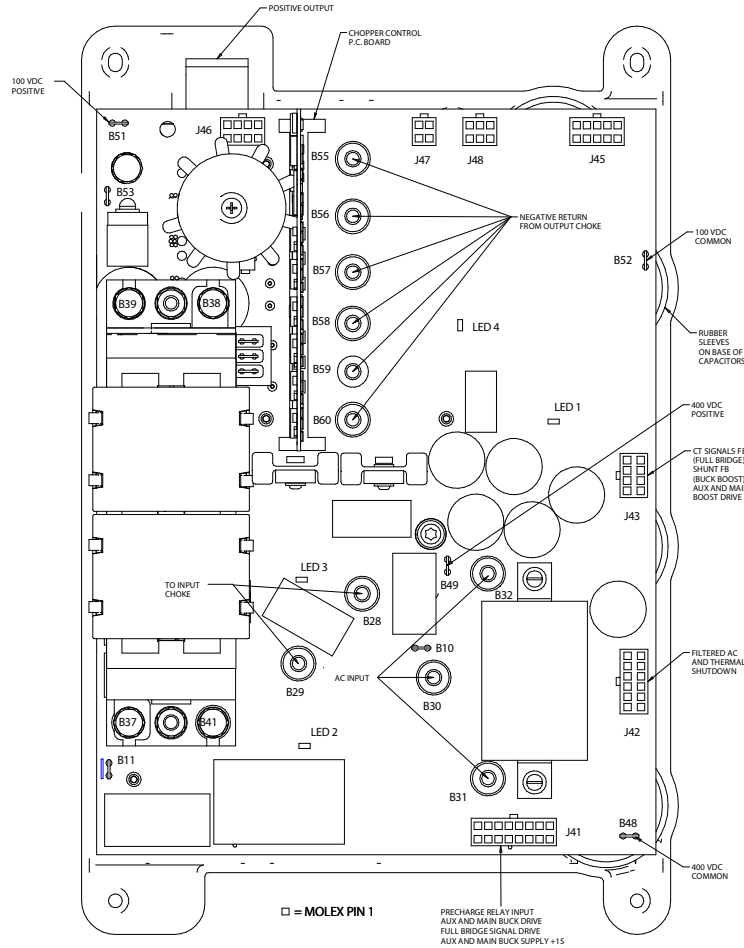 POSITIVE OUTPUT
CHOPPER CONTROL
P.C. BOARD
100 VDC
POSITIVE
B51
J46
J47
J48
J45
B55
B53
B56
NEGATIVE RETURN
FROM OUTPUT CHOKE
100 VDC
COMMON
B52
B57
B39
B38
B58
LED 4
RUBBER
SLEEVES
ON BASE OF
CAPACITORS
B59
B60
LED 1
400 VDC
POSITIVE
CT SIGNALS FB
(FULL BRIDGE)
SHUNT FB
(BUCK BOOST)
AUX AND MAIN
BOOST DRIVE
J43
LED 3
TO INPUT
CHOKE
B49
B32
B28
B10
AC INPUT
B29
B30
FILTERED AC
AND THERMAL
SHUTDOWN
J42
B37
B41
LED 2
B11
B31
J41
B48
400 VDC
COMMON
= MOLEX PIN 1
PRECHARGE RELAY INPUT
AUX AND MAIN BUCK DRIVE
FULL BRIDGE SIGNAL DRIVE
AUX AND MAIN BUCK SUPPLY +15